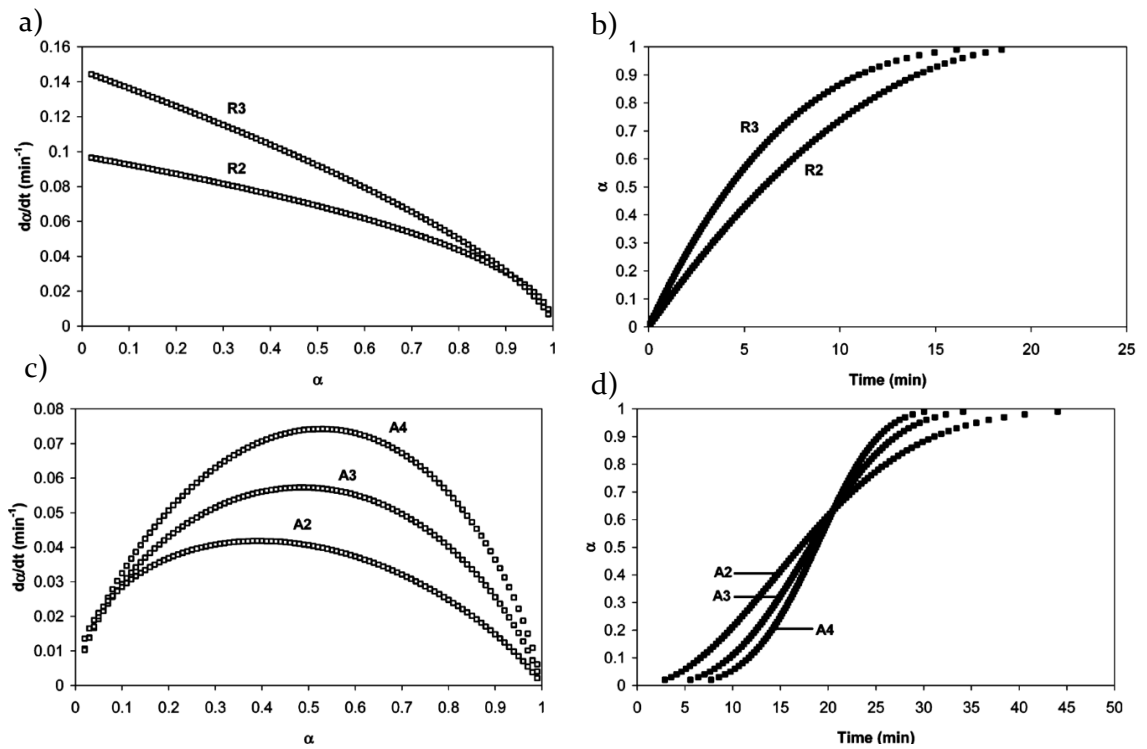 a)
0.16
0.14
0.12
0.1
0.08
0.06
0.04
0.02
0
dα/dt (min-1)
R3
R2
0 0.1 0.2 0.3 0.4 0.5 0.6 0.7 0.8 0.9 1
α
b)
1
0.9
0.8
0.7
0.6
0.5
0.4
0.3
0.2
0.1
0
α
R3
R2
0 5 10 15 20 25
Time (min)
c)
0.08
0.07
0.06
0.05
0.04
0.03
0.02
0.01
0
dα/dt (min-1)
A4
A3
A2
0 0.1 0.2 0.3 0.4 0.5 0.6 0.7 0.8 0.9 1
α
d)
1
0.9
0.8
0.7
0.6
0.5
0.4
0.3
0.2
0.1
0
α
A2
A3
A4
0 5 10 15 20 25 30 35 40 45 50
Time (min)